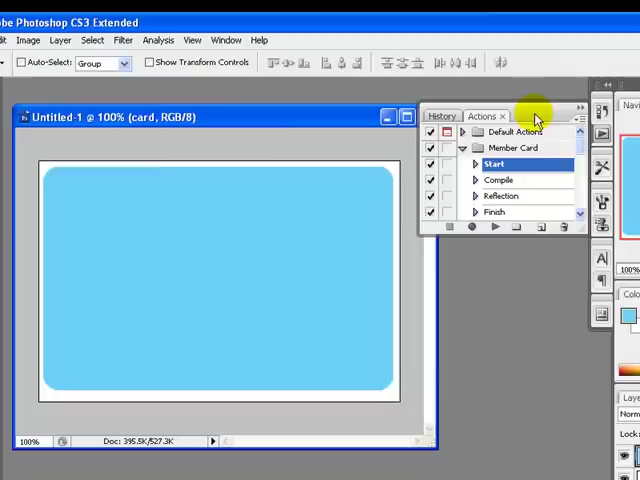 obe Photoshop CS3 Extended
dit Image Layer Select Filter Analysis View Window Help
Auto-Select: Group Show Transform Controls
Untitled-1 @ 100% (card, RGB/8)
History Actions x
Navi
Default Actions
Member Card
Start
Compile
Reflection
Finish
100%
Colo
Laye
Norm
Lock:
100% Doc: 395.5K/527.3K